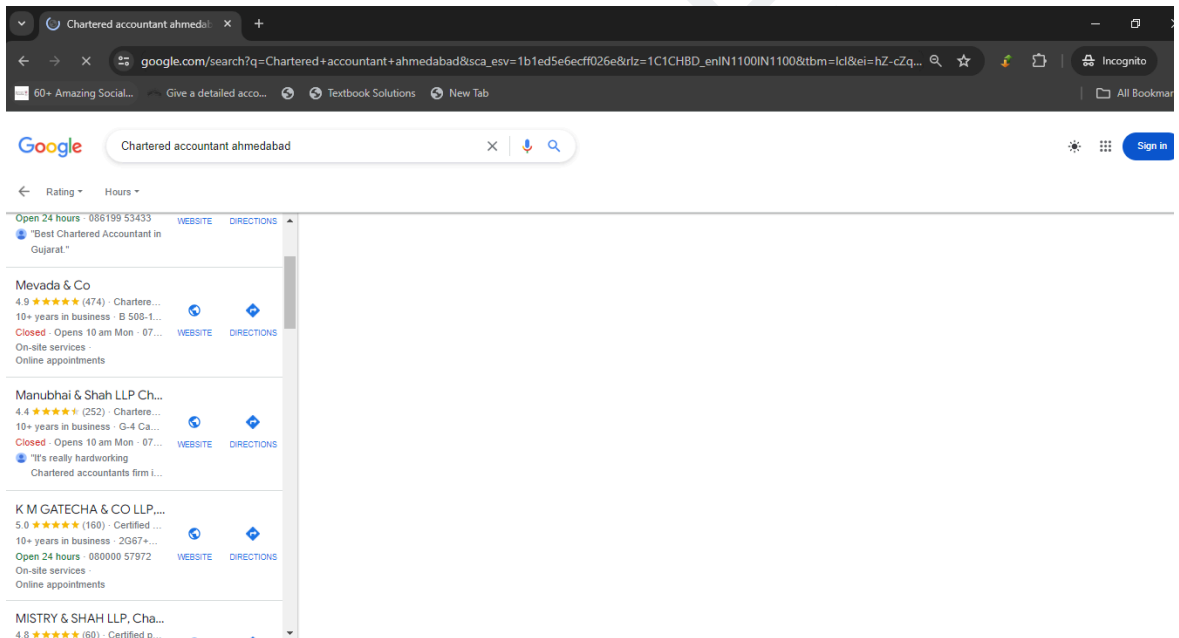 Chartered accountant ahmedab
google.com/search?q=Chartered+accountant+ahmedabad&sca_esv=1b1ed5e6ecff026e&rlz=1C1CHBD_enIN1100IN1100&tbm=lcl&ei=hZ-cZq...
Incognito
60+ Amazing Social...
Give a detailed acco...
Textbook Solutions
New Tab
All Bookmar
Google
Chartered accountant ahmedabad
Sign in
Rating
Hours
Open 24 hours · 086199 53433
WEBSITE
DIRECTIONS
"Best Chartered Accountant in
Gujarat."
Mevada & Co
4.9 (474) · Chartere...
10+ years in business · B 508-1...
Closed · Opens 10 am Mon · 07...
WEBSITE
DIRECTIONS
On-site services ·
Online appointments
Manubhai & Shah LLP Ch...
4.4 (252) · Chartere...
10+ years in business · G-4 Ca...
Closed · Opens 10 am Mon · 07...
WEBSITE
DIRECTIONS
"It's really hardworking
Chartered accountants firm i...
K M GATECHA & CO LLP,...
5.0 (160) · Certified ...
10+ years in business · 2G67+...
Open 24 hours · 080000 57972
WEBSITE
DIRECTIONS
On-site services ·
Online appointments
MISTRY & SHAH LLP, Cha...
4.8 (60) · Certified p...